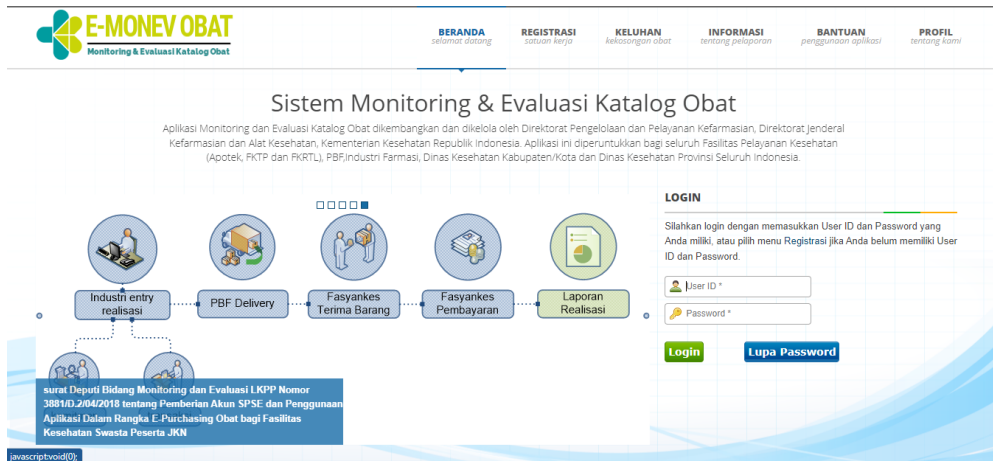 E-MONEV OBAT
Monitoring & Evaluasi Katalog Obat
BERANDA
selamat datang
REGISTRASI
satuan kerja
KELUHAN
kekosongan obat
INFORMASI
tentang pelaporan
BANTUAN
penggunaan aplikasi
PROFIL
tentang kami
Sistem Monitoring & Evaluasi Katalog Obat
Aplikasi Monitoring dan Evaluasi Katalog Obat dikembangkan dan dikelola oleh Direktorat Pengelolaan dan Pelayanan Kefarmasian, Direktorat Jenderal
Kefarmasian dan Alat Kesehatan, Kementerian Kesehatan Republik Indonesia. Aplikasi ini diperuntukkan bagi seluruh Fasilitas Pelayanan Kesehatan
(Apotek, FKTP dan FKRTL), PBF,Industri Farmasi, Dinas Kesehatan Kabupaten/Kota dan Dinas Kesehatan Provinsi Seluruh Indonesia.
Industri entry
realisasi
PBF Delivery
Fasyankes
Terima Barang
Fasyankes
Pembayaran
Laporan
Realisasi
surat Deputi Bidang Monitoring dan Evaluasi LKPP Nomor
3881/D.2/04/2018 tentang Pemberian Akun SPSE dan Penggunaan
Aplikasi Dalam Rangka E-Purchasing Obat bagi Fasilitas
Kesehatan Swasta Peserta JKN
LOGIN
Silahkan login dengan memasukkan User ID dan Password yang
Anda miliki, atau pilih menu Registrasi jika Anda belum memiliki User
ID dan Password.
User ID *
Password *
Login
Lupa Password
javascript:void(0);